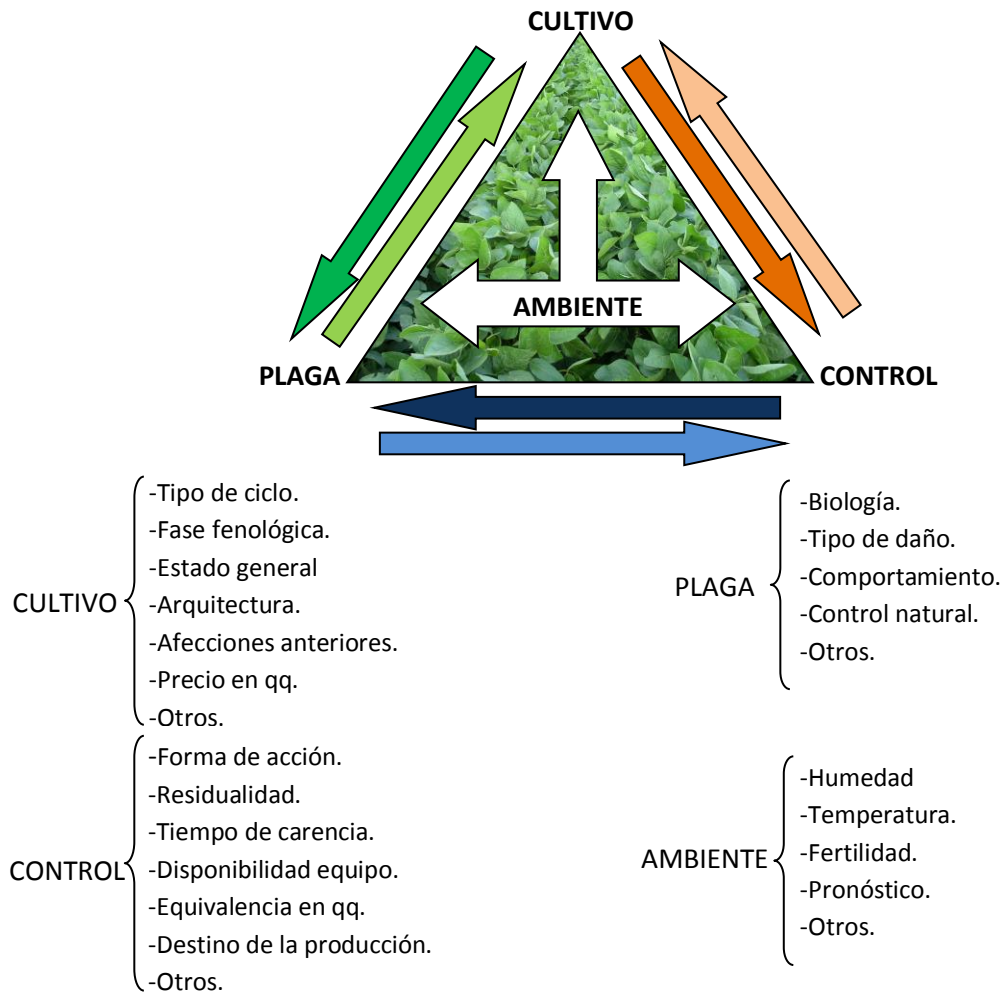 CULTIVO
AMBIENTE
PLAGA
CONTROL
CULTIVO
-Tipo de ciclo.
-Fase fenológica.
-Estado general
-Arquitectura.
-Afecciones anteriores.
-Precio en qq.
-Otros.
PLAGA
-Biología.
-Tipo de daño.
-Comportamiento.
-Control natural.
-Otros.
CONTROL
-Forma de acción.
-Residualidad.
-Tiempo de carencia.
-Disponibilidad equipo.
-Equivalencia en qq.
-Destino de la producción.
-Otros.
AMBIENTE
-Humedad
-Temperatura.
-Fertilidad.
-Pronóstico.
-Otros.